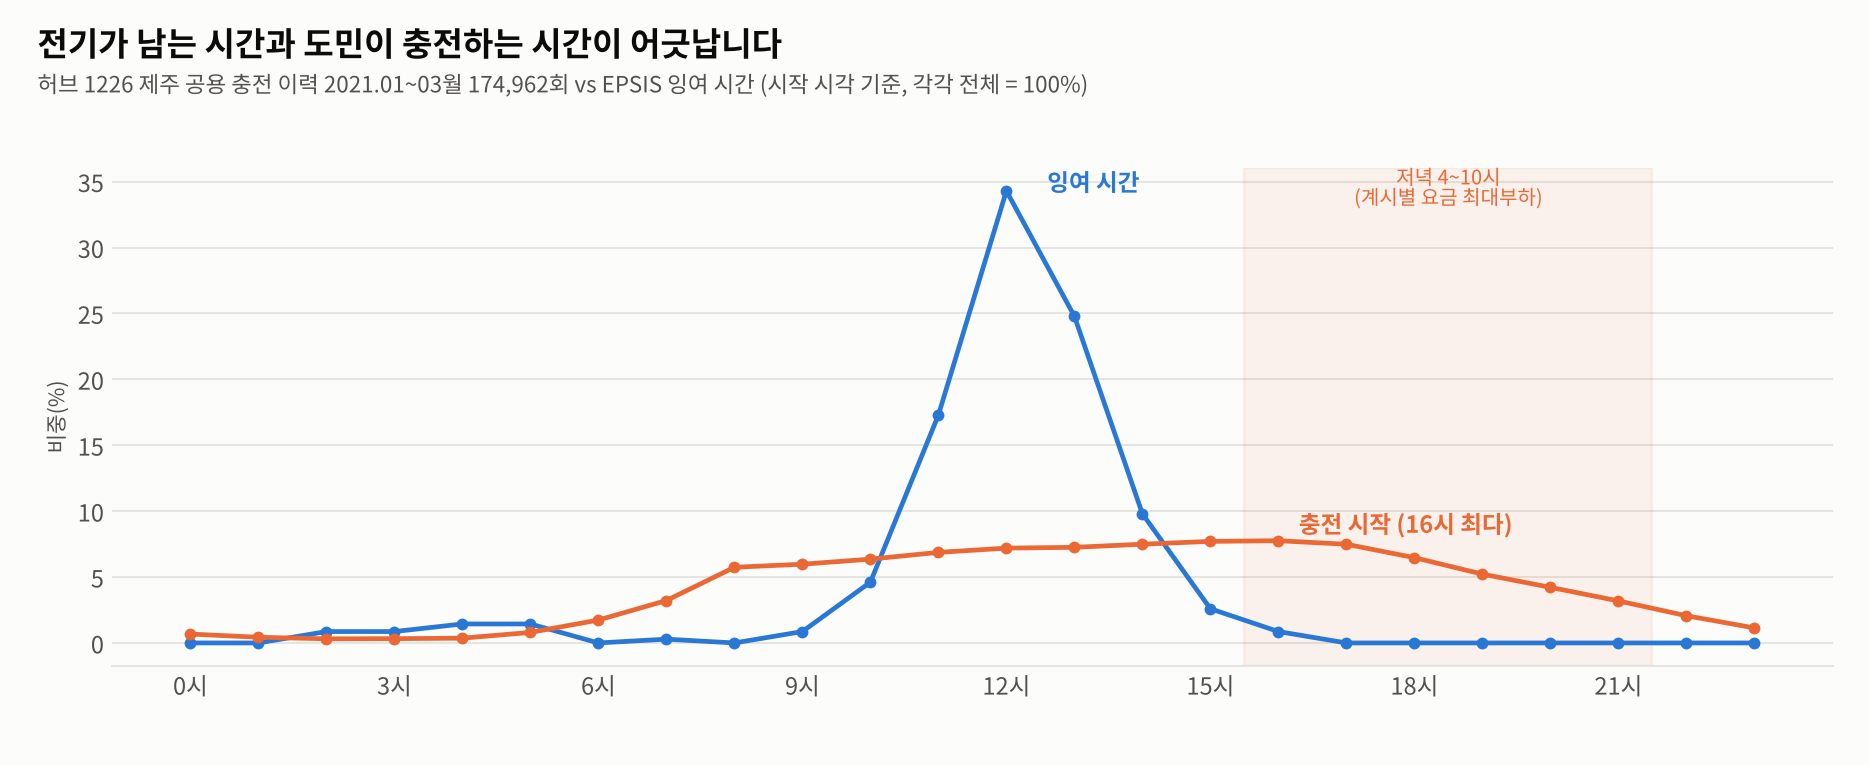 전기가 남는 시간과 도민이 충전하는 시간이 어긋납니다
허브 1226 제주 공용 충전 이력 2021.01~03월 174,962회 vs EPSIS 잉여 시간 (시작 시각 기준, 각각 전체 = 100%)
잉여 시간
저녁 4~10시
(계시별 요금 최대부하)
충전 시작 (16시 최다)
비중(%)
35
30
25
20
15
10
5
0
0시 3시 6시 9시 12시 15시 18시 21시